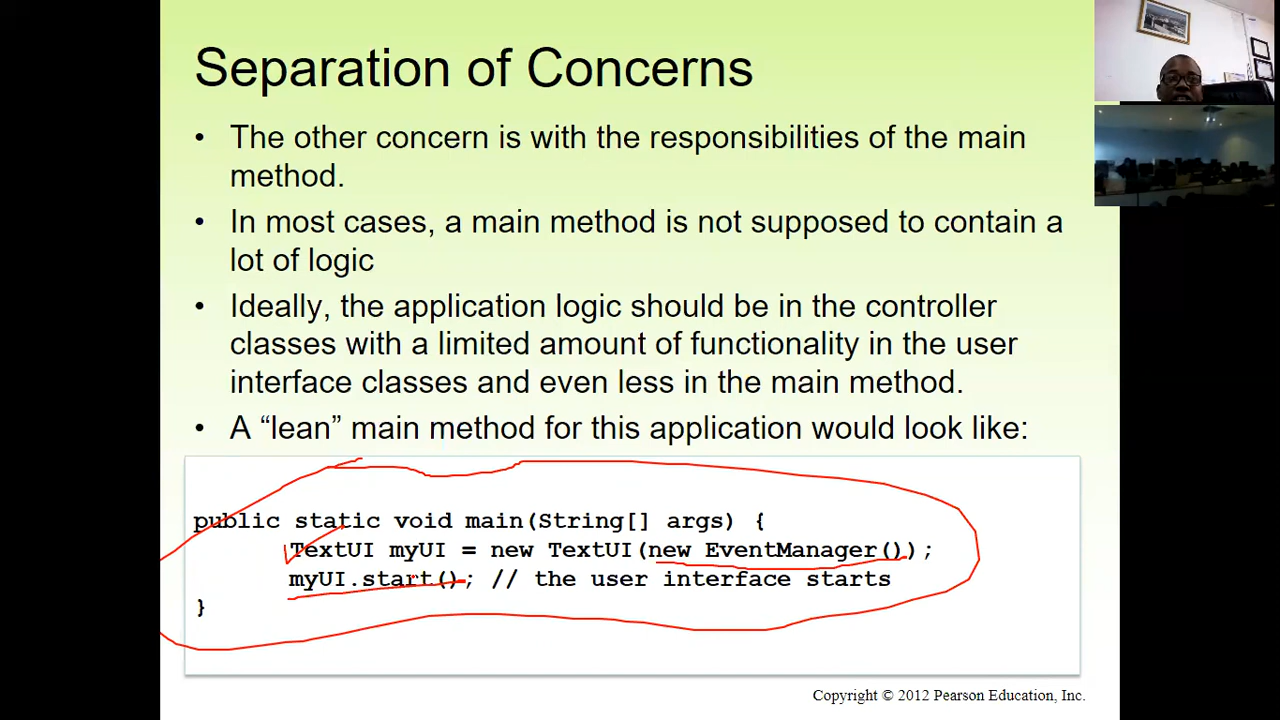 Separation of Concerns
• The other concern is with the responsibilities of the main
method.
• In most cases, a main method is not supposed to contain a
lot of logic
• Ideally, the application logic should be in the controller
classes with a limited amount of functionality in the user
interface classes and even less in the main method.
• A “lean” main method for this application would look like:
public static void main(String[] args) {
TextUI myUI = new TextUI(new EventManager());
myUI.start(); // the user interface starts
}
Copyright © 2012 Pearson Education, Inc.